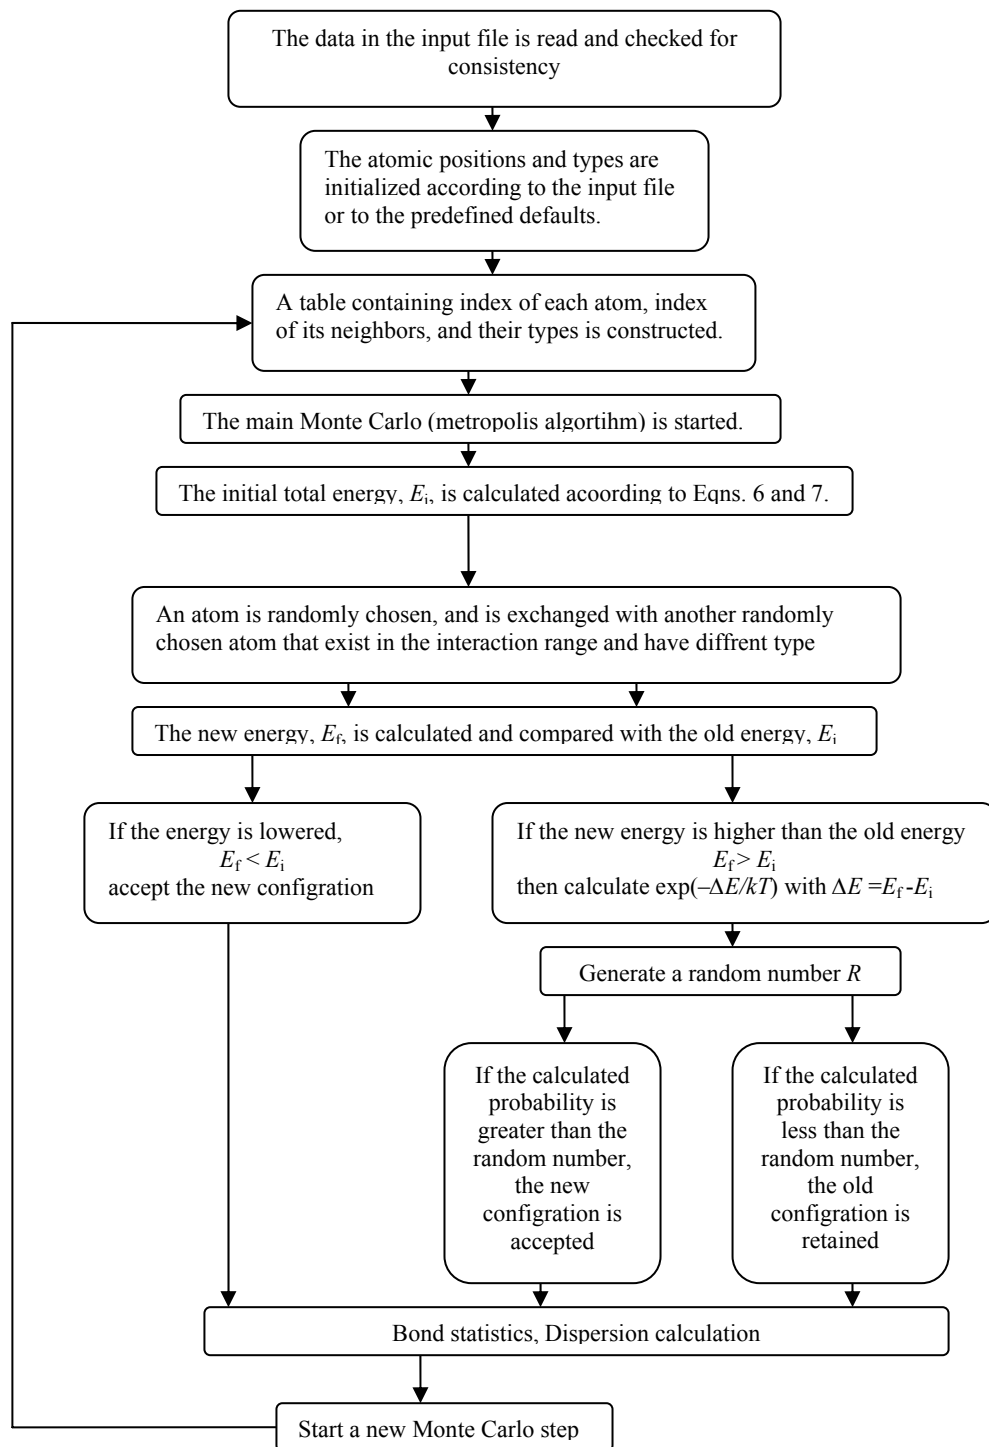 The data in the input file is read and checked for
consistency
The atomic positions and types are
initialized according to the input file
or to the predefined defaults.
A table containing index of each atom, index
of its neighbors, and their types is constructed.
The main Monte Carlo (metropolis algortihm) is started.
The initial total energy, Ei, is calculated acoording to Eqns. 6 and 7.
An atom is randomly chosen, and is exchanged with another randomly
chosen atom that exist in the interaction range and have diffrent type
The new energy, Ef, is calculated and compared with the old energy, Ei
If the energy is lowered,
Ef < Ei
accept the new configration
If the new energy is higher than the old energy
Ef > Ei
then calculate exp(–ΔE/kT) with ΔE =Ef -Ei
Generate a random number R
If the calculated
probability is
greater than the
random number,
the new
configration is
accepted
If the calculated
probability is
less than the
random number,
the old
configration is
retained
Bond statistics, Dispersion calculation
Start a new Monte Carlo step